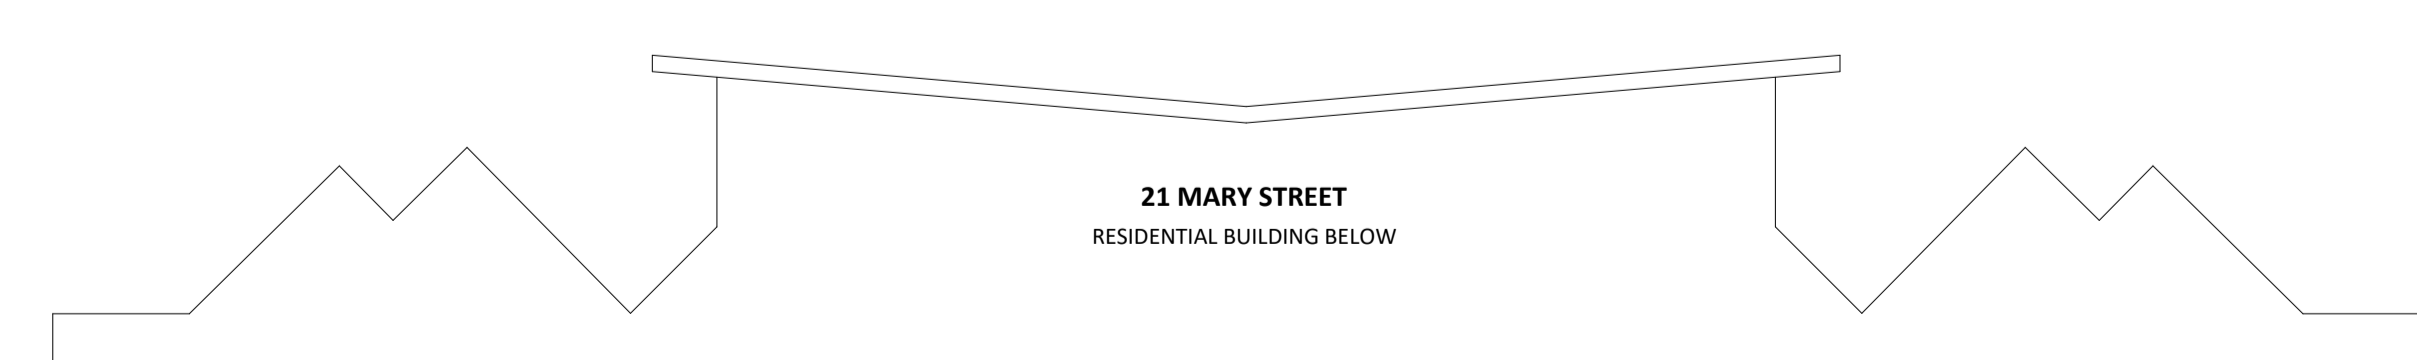 21 MARY STREET
RESIDENTIAL BUILDING BELOW